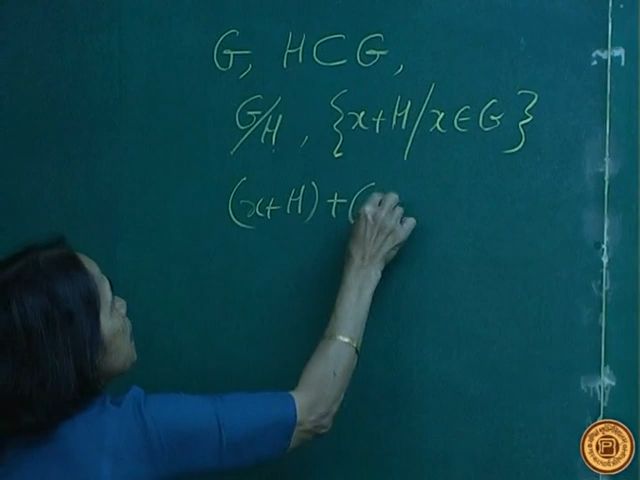 G, H ⊂ G,
G/H, {x+H/x∈G}
(x+H)+(